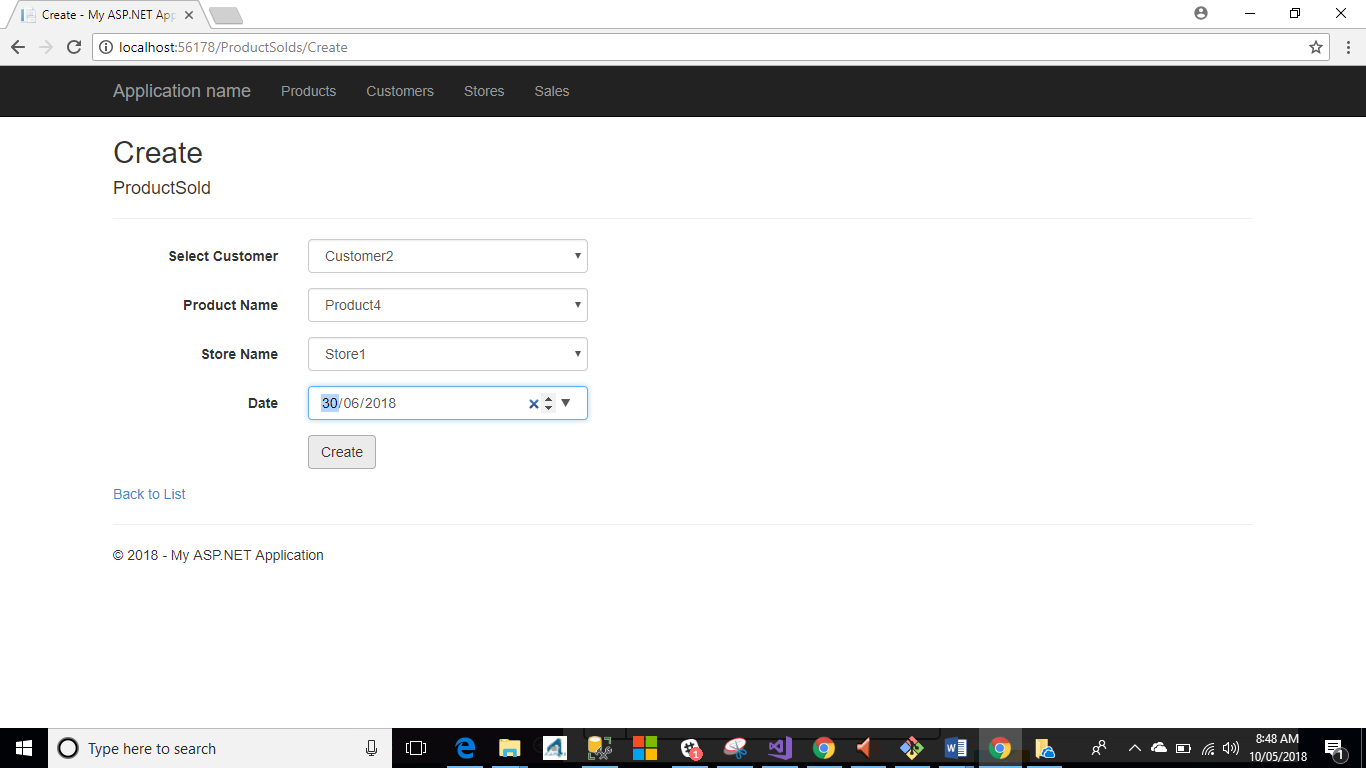 Create - My ASP.NET App
localhost:56178/ProductSolds/Create
Application name Products Customers Stores Sales
Create
ProductSold
Select Customer Customer2
Product Name Product4
Store Name Store1
Date 30/06/2018
Create
Back to List
© 2018 - My ASP.NET Application
Type here to search
8:48 AM
10/05/2018
1
1